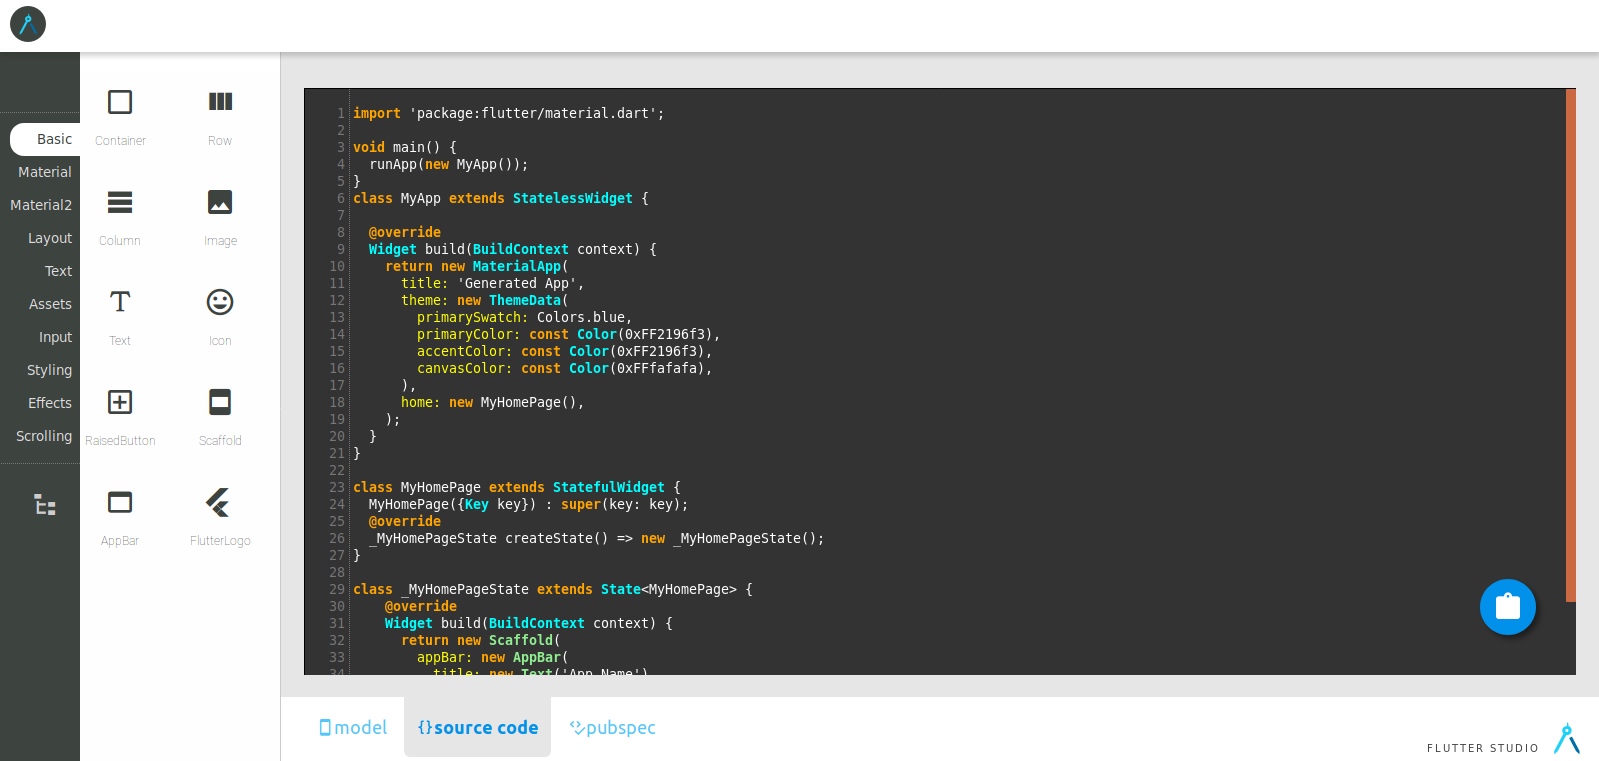 Basic
Material
Material2
Layout
Text
Assets
Input
Styling
Effects
Scrolling
Container
Row
Column
Image
Text
Icon
RaisedButton
Scaffold
AppBar
FlutterLogo
1 import 'package:flutter/material.dart';
2
3 void main() {
4   runApp(new MyApp());
5 }
6 class MyApp extends StatelessWidget {
7
8   @override
9   Widget build(BuildContext context) {
10     return new MaterialApp(
11       title: 'Generated App',
12       theme: new ThemeData(
13         primarySwatch: Colors.blue,
14         primaryColor: const Color(0xFF2196f3),
15         accentColor: const Color(0xFF2196f3),
16         canvasColor: const Color(0xFFfafafa),
17       ),
18       home: new MyHomePage(),
19     );
20   }
21 }
22
23 class MyHomePage extends StatefulWidget {
24   MyHomePage({Key key}) : super(key: key);
25   @override
26   _MyHomePageState createState() => new _MyHomePageState();
27 }
28
29 class _MyHomePageState extends State<MyHomePage> {
30     @override
31     Widget build(BuildContext context) {
32       return new Scaffold(
33         appBar: new AppBar(
34           title: new Text('App Name'),
model
{}source code
pubspec
FLUTTER STUDIO